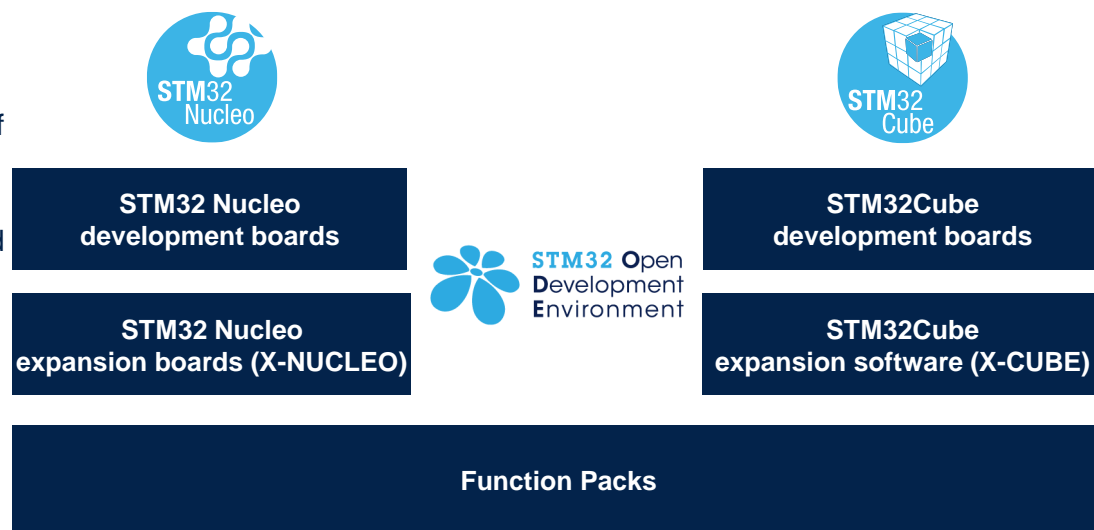 STM32
Nucleo
STM32
Cube
f
STM32 Nucleo
development boards
STM32Cube
development boards
d
STM32 Open
Development
Environment
STM32 Nucleo
expansion boards (X-NUCLEO)
STM32Cube
expansion software (X-CUBE)
Function Packs